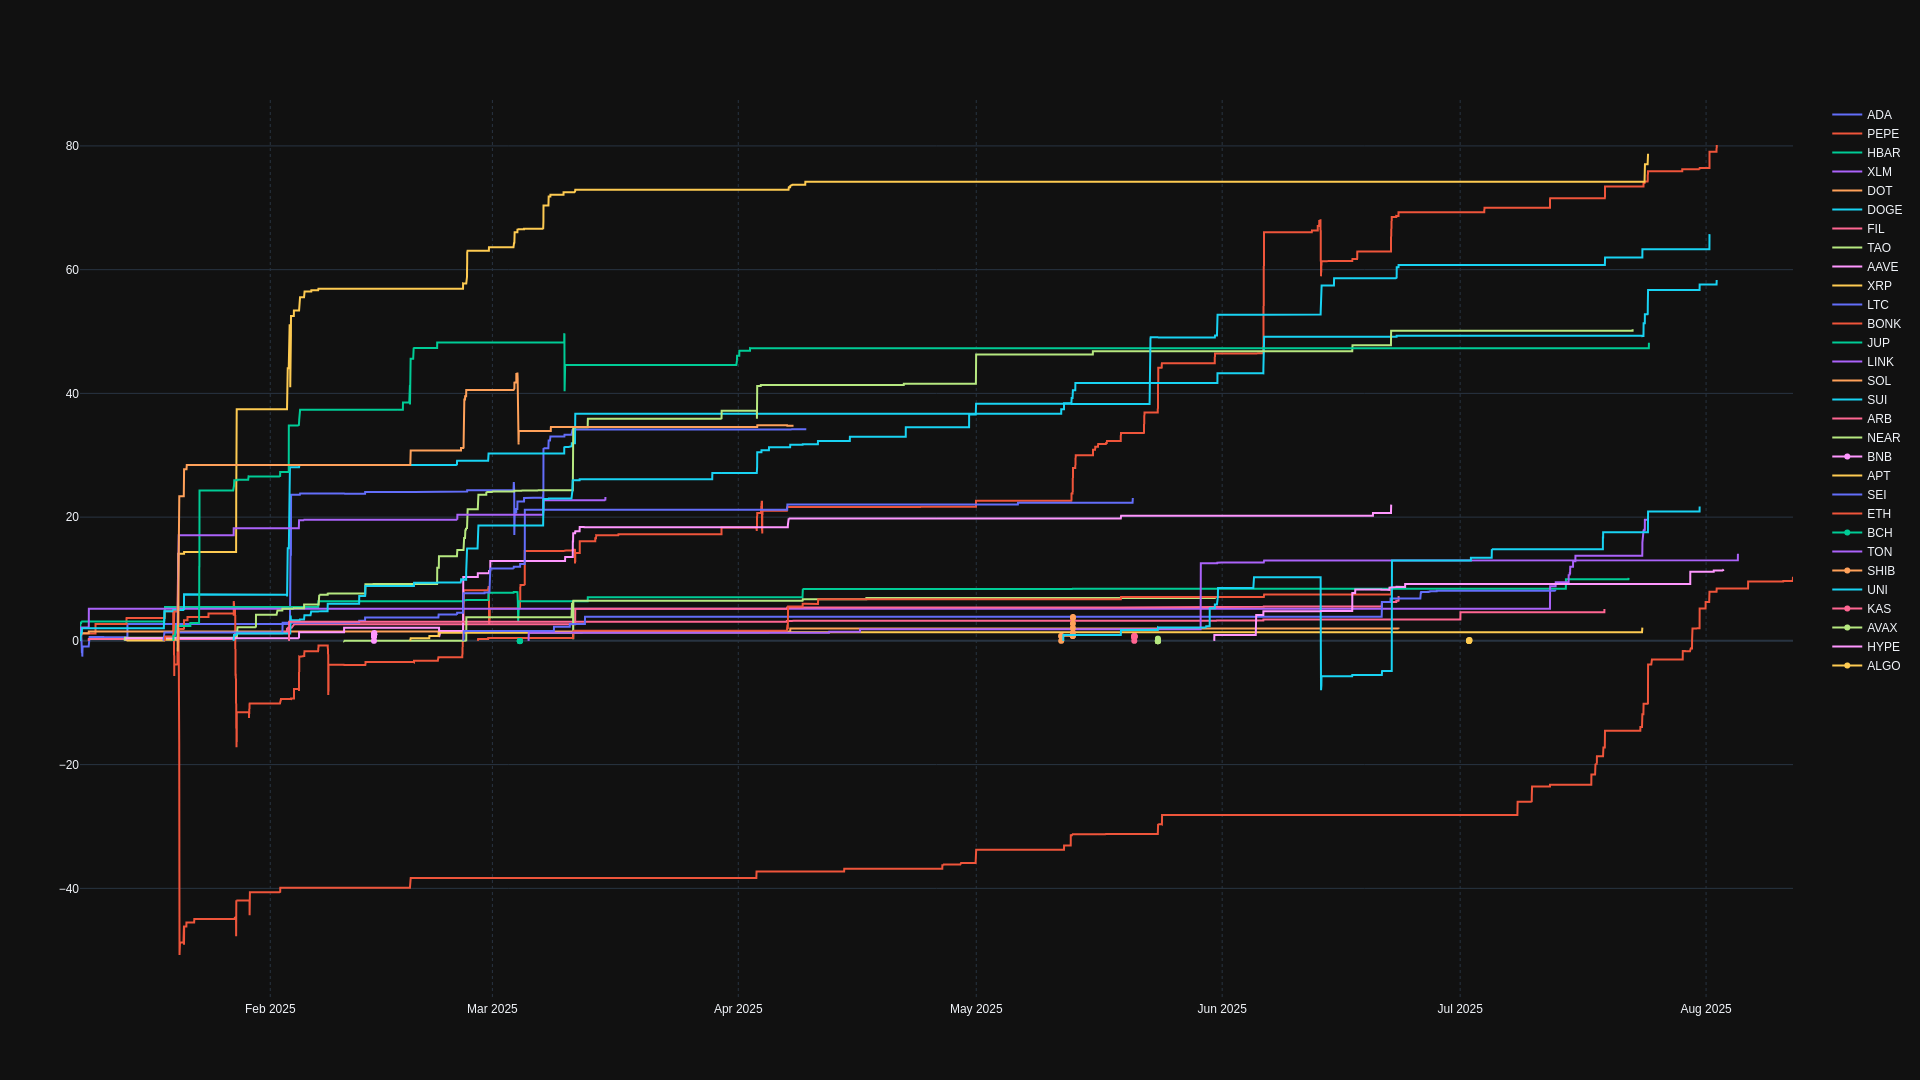 80
60
40
20
0
−20
−40
Feb 2025
Mar 2025
Apr 2025
May 2025
Jun 2025
Jul 2025
Aug 2025
ADA
PEPE
HBAR
XLM
DOT
DOGE
FIL
TAO
AAVE
XRP
LTC
BONK
JUP
LINK
SOL
SUI
ARB
NEAR
BNB
APT
SEI
ETH
BCH
TON
SHIB
UNI
KAS
AVAX
HYPE
ALGO